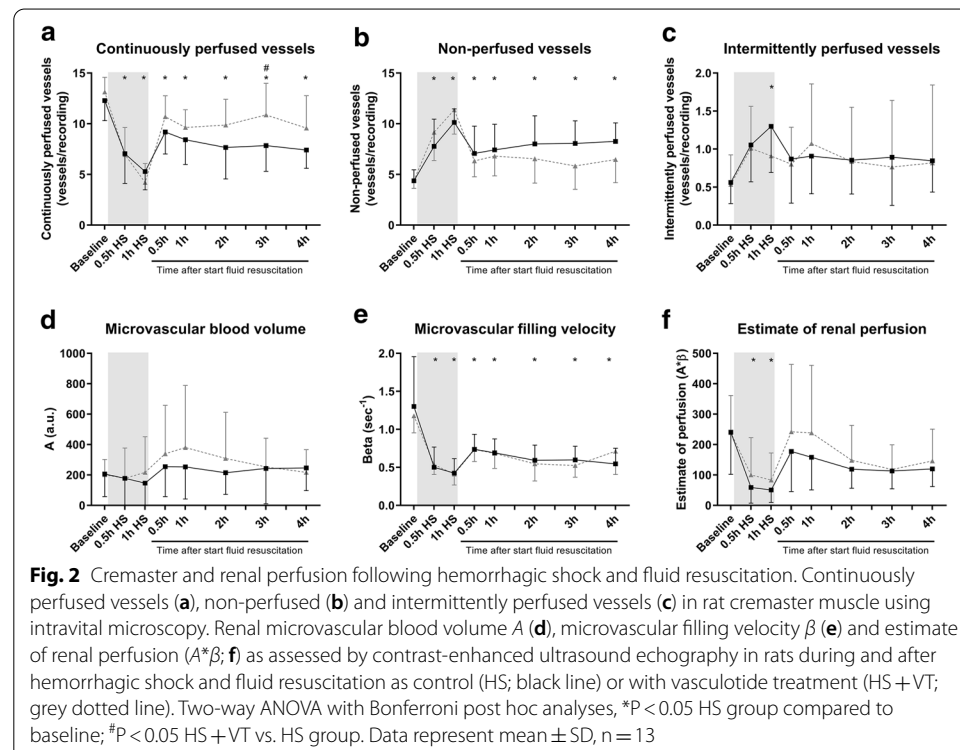 a
Continuously perfused vessels
Continuously perfused vessels
(vessels/recording)
15
10
5
0
* * * * * # * *
Baseline
0.5h HS
1h HS
0.5h
1h
2h
3h
4h
Time after start fluid resuscitation
b
Non-perfused vessels
Non-perfused vessels
(vessels/recording)
15
10
5
0
* * * * * * *
Baseline
0.5h HS
1h HS
0.5h
1h
2h
3h
4h
Time after start fluid resuscitation
c
Intermittently perfused vessels
Intermittently perfused vessels
(vessels/recording)
2.0
1.5
1.0
0.5
0.0
*
Baseline
0.5h HS
1h HS
0.5h
1h
2h
3h
4h
Time after start fluid resuscitation
d
Microvascular blood volume
A (a.u.)
1000
800
600
400
200
0
Baseline
0.5h HS
1h HS
0.5h
1h
2h
3h
4h
Time after start fluid resuscitation
e
Microvascular filling velocity
Beta (sec⁻¹)
2.0
1.5
1.0
0.5
0.0
* * * * * * *
Baseline
0.5h HS
1h HS
0.5h
1h
2h
3h
4h
Time after start fluid resuscitation
f
Estimate of renal perfusion
Estimate of perfusion (A*β)
500
400
300
200
100
0
* *
Baseline
0.5h HS
1h HS
0.5h
1h
2h
3h
4h
Time after start fluid resuscitation
Fig. 2 Cremaster and renal perfusion following hemorrhagic shock and fluid resuscitation. Continuously
perfused vessels (a), non-perfused (b) and intermittently perfused vessels (c) in rat cremaster muscle using
intravital microscopy. Renal microvascular blood volume A (d), microvascular filling velocity β (e) and estimate
of renal perfusion (A*β; f) as assessed by contrast-enhanced ultrasound echography in rats during and after
hemorrhagic shock and fluid resuscitation as control (HS; black line) or with vasculotide treatment (HS + VT;
grey dotted line). Two-way ANOVA with Bonferroni post hoc analyses, *P < 0.05 HS group compared to
baseline; #P < 0.05 HS + VT vs. HS group. Data represent mean ± SD, n = 13